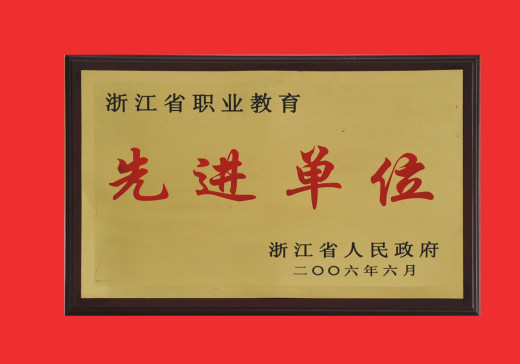 浙江省职业教育
先进单位
浙江省人民政府
二〇〇六年六月